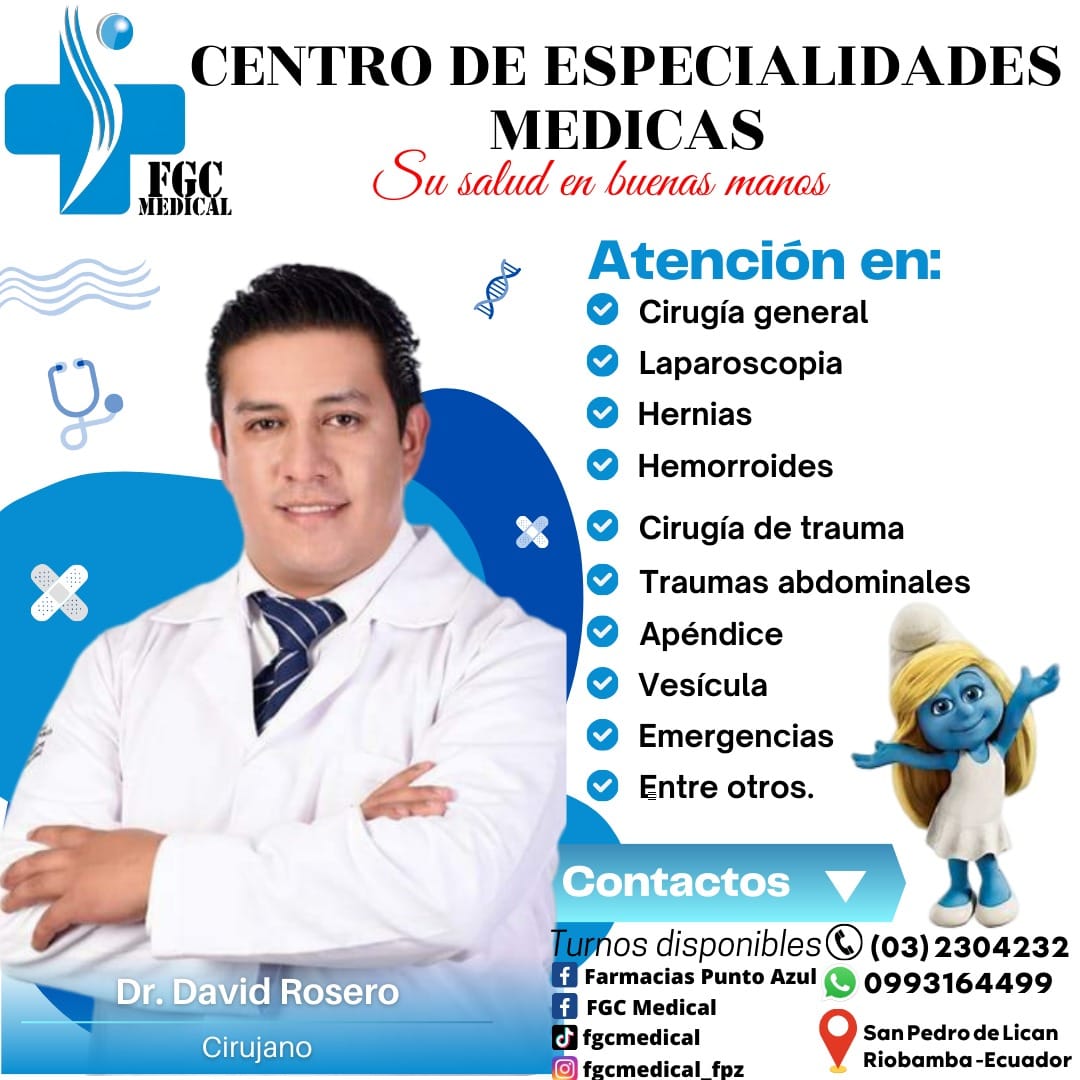 CENTRO DE ESPECIALIDADES
MEDICAS
Su salud en buenas manos
FGC
MEDICAL
Atención en:
Cirugía general
Laparoscopia
Hernias
Hemorroides
Cirugía de trauma
Traumas abdominales
Apéndice
Vesícula
Emergencias
Entre otros.
Contactos
Turnos disponibles (03) 2304232
Farmacias Punto Azul 0993164499
FGC Medical
fgcmedical
fgcmedical_fpz
San Pedro de Lican
Riobamba - Ecuador
Dr. David Rosero
Cirujano